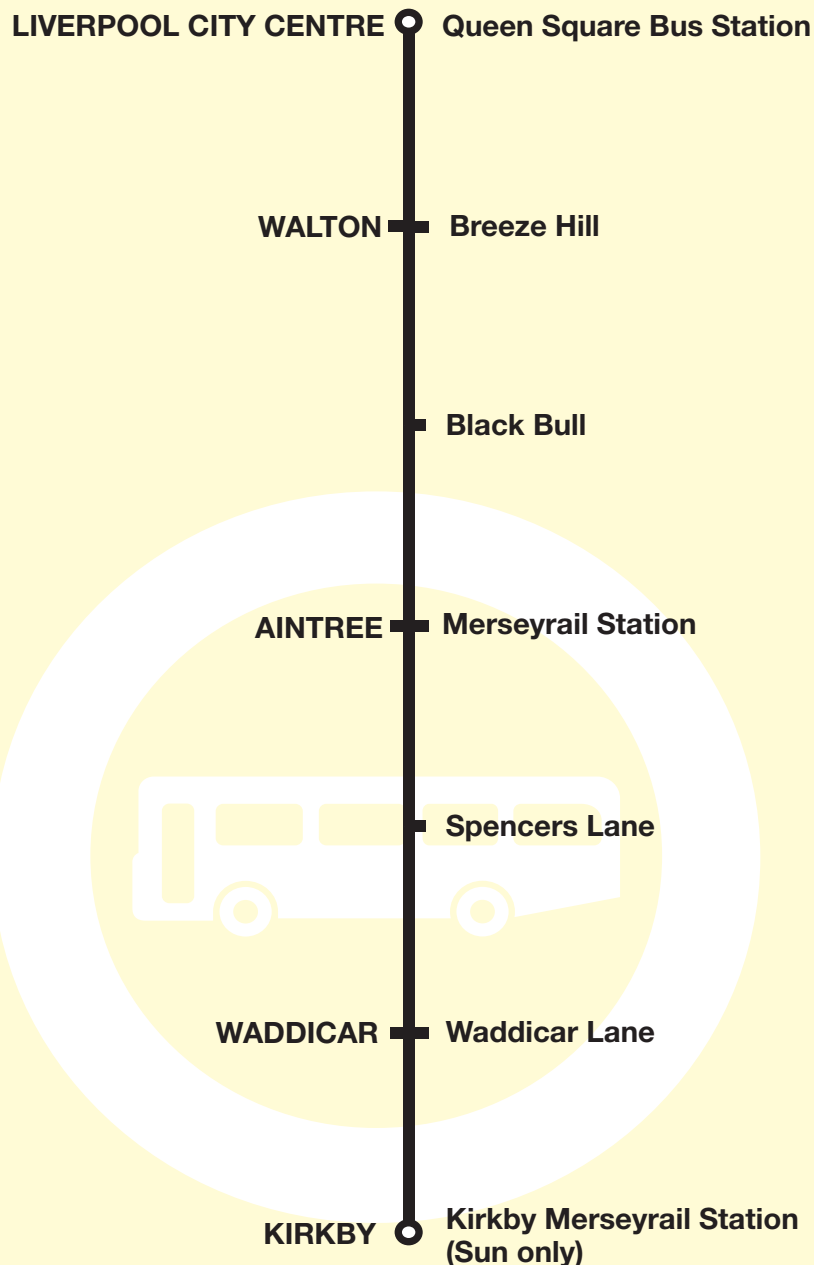 LIVERPOOL CITY CENTRE Queen Square Bus Station
WALTON Breeze Hill
Black Bull
AINTREE Merseyrail Station
Spencers Lane
WADDICAR Waddicar Lane
KIRKBY Kirkby Merseyrail Station
(Sun only)